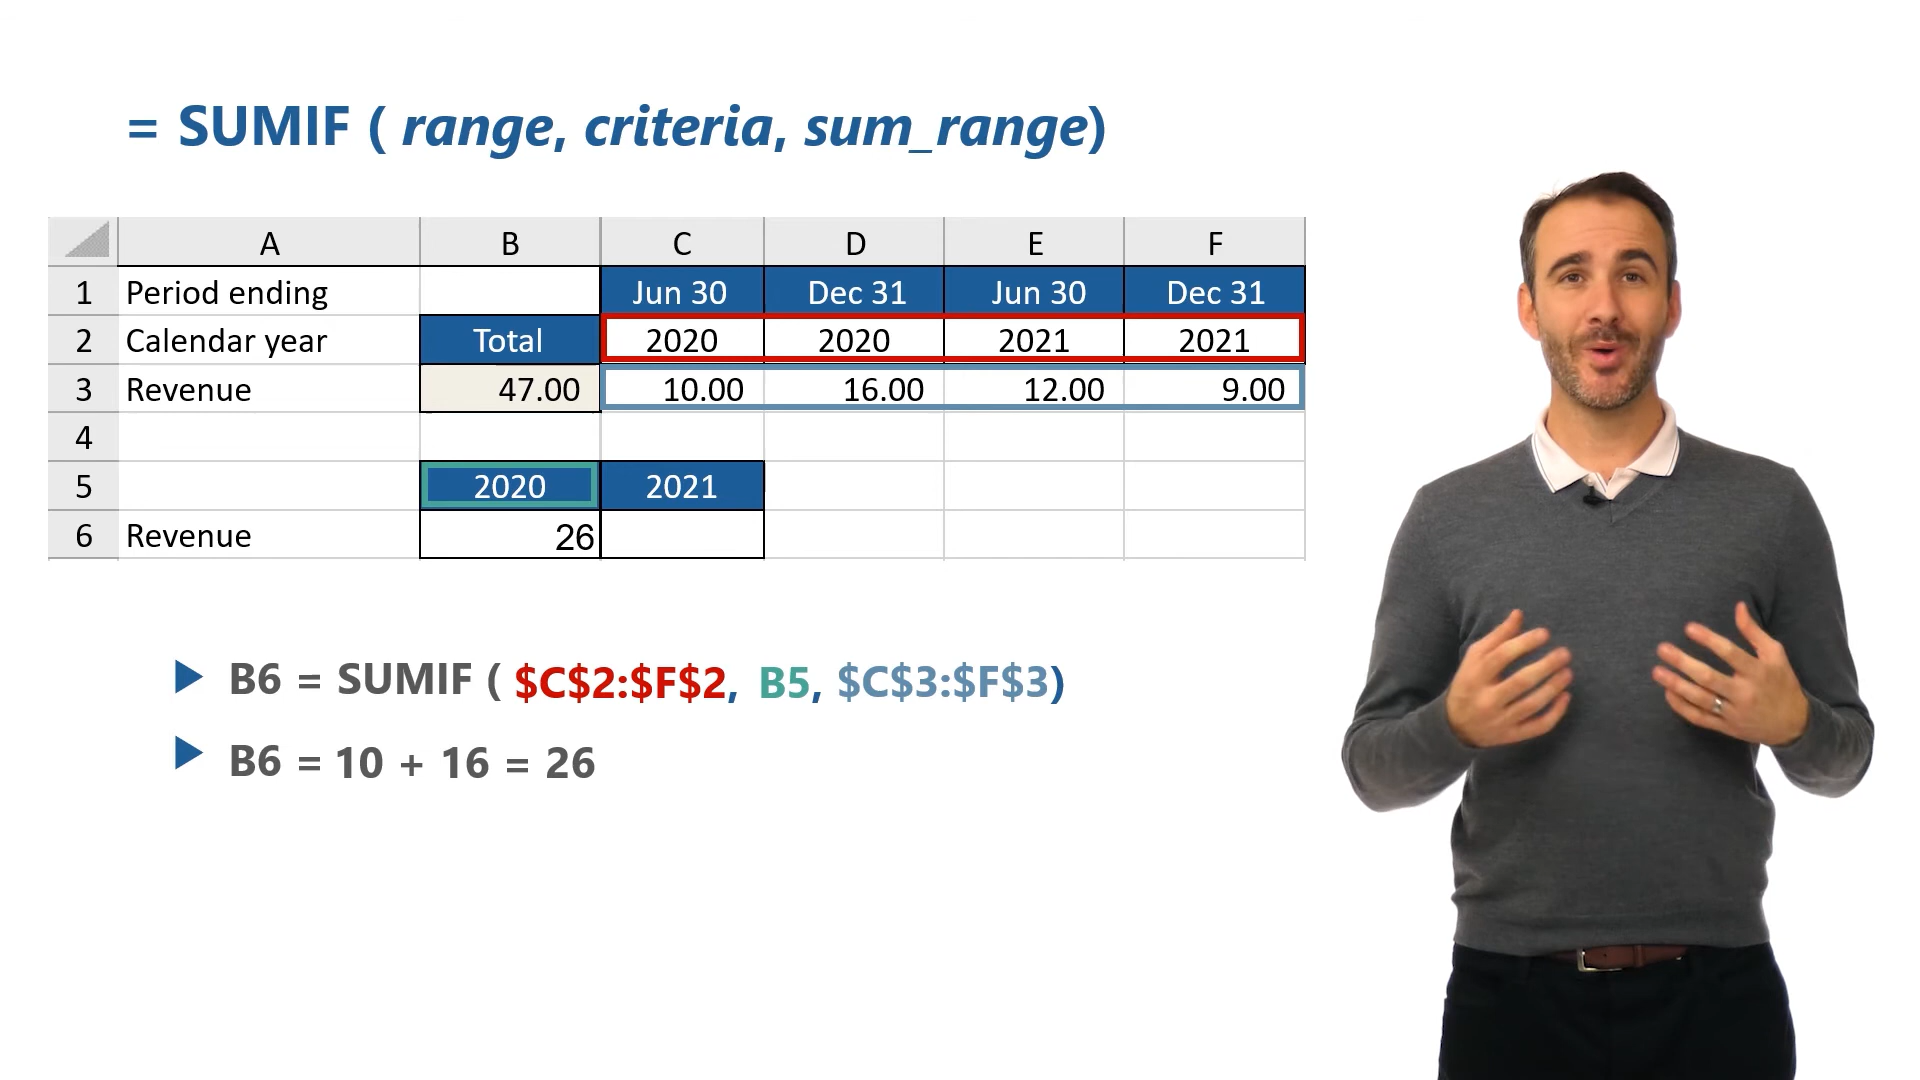 = SUMIF ( range, criteria, sum_range)
A B C D E F
1 Period ending Jun 30 Dec 31 Jun 30 Dec 31
2 Calendar year Total 2020 2020 2021 2021
3 Revenue 47.00 10.00 16.00 12.00 9.00
4
5 2020 2021
6 Revenue 26
B6 = SUMIF ( $C$2:$F$2, B5, $C$3:$F$3)
B6 = 10 + 16 = 26